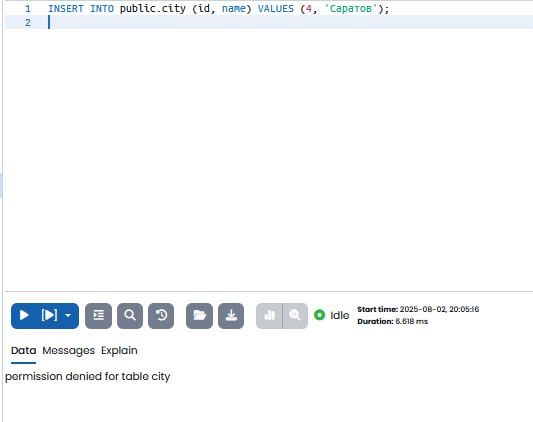 1 INSERT INTO public.city (id, name) VALUES (4, 'Саратов');
2
Idle
Start time: 2025-08-02, 20:05:16
Duration: 6.618 ms
Data Messages Explain
permission denied for table city